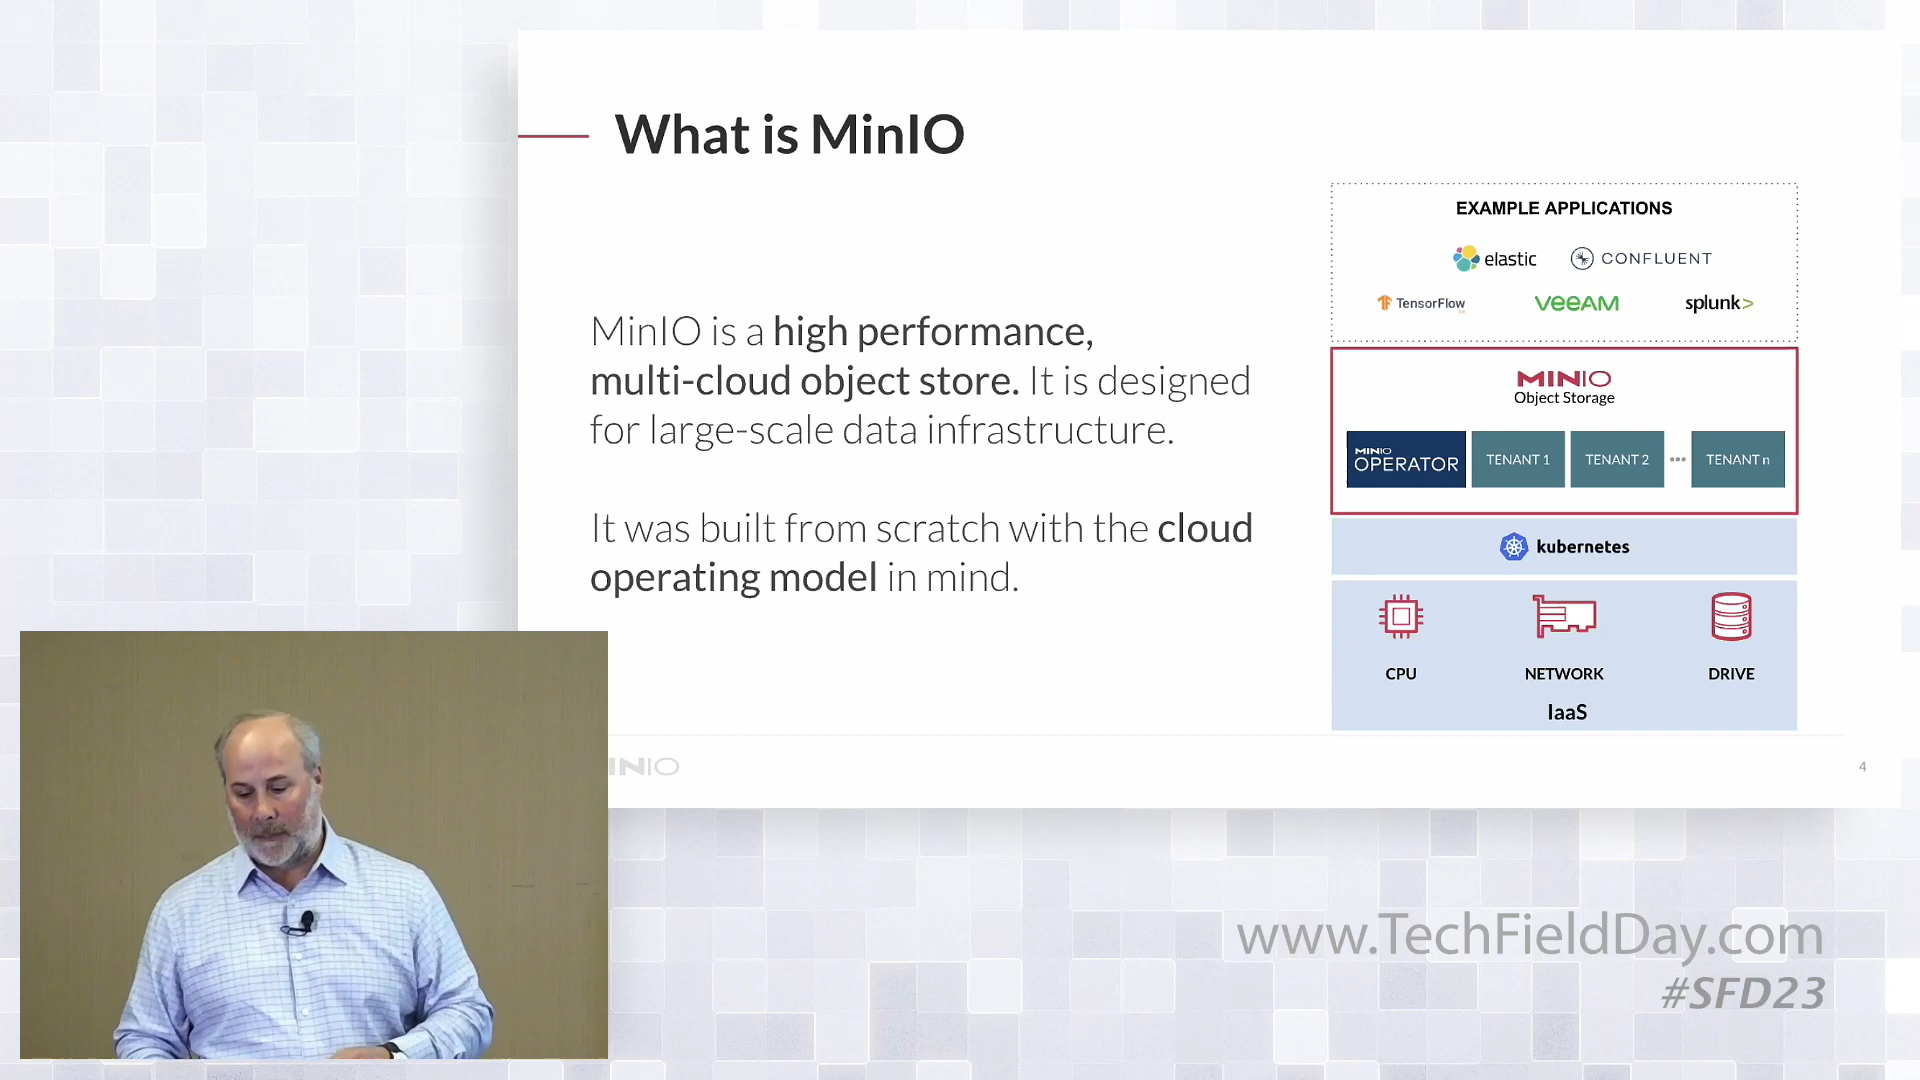 What is MinIO
MinIO is a high performance,
multi-cloud object store. It is designed
for large-scale data infrastructure.
It was built from scratch with the cloud
operating model in mind.
EXAMPLE APPLICATIONS
elastic CONFLUENT
TensorFlow veeAM splunk>
MINIO
Object Storage
MINIO
OPERATOR TENANT 1 TENANT 2 ••• TENANT n
kubernetes
CPU NETWORK DRIVE
IaaS
INIO
4
www.TechFieldDay.com
#SFD23